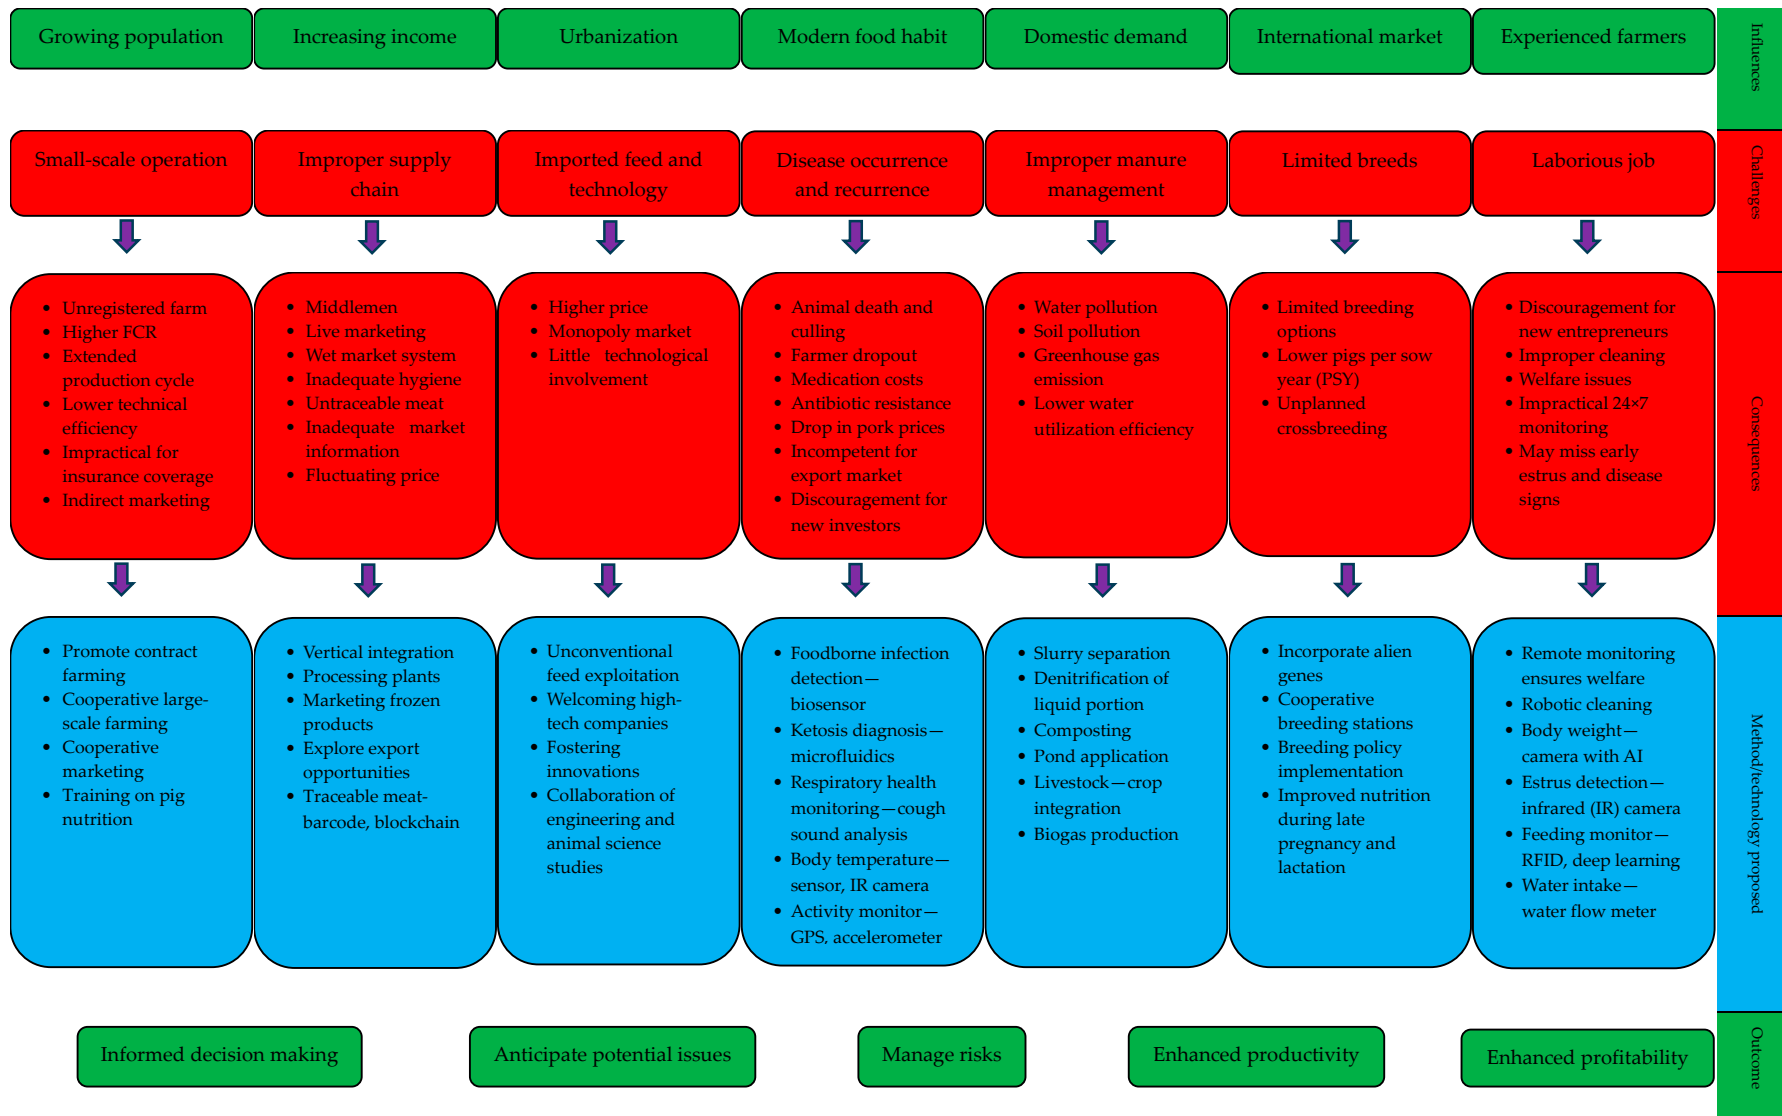 Growing population
Increasing income
Urbanization
Modern food habit
Domestic demand
International market
Experienced farmers
Influences
Small-scale operation
Improper supply
chain
Imported feed and
technology
Disease occurrence
and recurrence
Improper manure
management
Limited breeds
Laborious job
Challenges
• Unregistered farm
• Higher FCR
• Extended
production cycle
• Lower technical
efficiency
• Impractical for
insurance coverage
• Indirect marketing
• Middlemen
• Live marketing
• Wet market system
• Inadequate hygiene
• Untraceable meat
• Inadequate market
information
• Fluctuating price
• Higher price
• Monopoly market
• Little technological
involvement
• Animal death and
culling
• Farmer dropout
• Medication costs
• Antibiotic resistance
• Drop in pork prices
• Incompetent for
export market
• Discouragement for
new investors
• Water pollution
• Soil pollution
• Greenhouse gas
emission
• Lower water
utilization efficiency
• Limited breeding
options
• Lower pigs per sow
year (PSY)
• Unplanned
crossbreeding
• Discouragement for
new entrepreneurs
• Improper cleaning
• Welfare issues
• Impractical 24×7
monitoring
• May miss early
estrus and disease
signs
Consequences
• Promote contract
farming
• Cooperative large-
scale farming
• Cooperative
marketing
• Training on pig
nutrition
• Vertical integration
• Processing plants
• Marketing frozen
products
• Explore export
opportunities
• Traceable meat-
barcode, blockchain
• Unconventional
feed exploitation
• Welcoming high-
tech companies
• Fostering
innovations
• Collaboration of
engineering and
animal science
studies
• Foodborne infection
detection—
biosensor
• Ketosis diagnosis—
microfluidics
• Respiratory health
monitoring—cough
sound analysis
• Body temperature—
sensor, IR camera
• Activity monitor—
GPS, accelerometer
• Slurry separation
• Denitrification of
liquid portion
• Composting
• Pond application
• Livestock—crop
integration
• Biogas production
• Incorporate alien
genes
• Cooperative
breeding stations
• Breeding policy
implementation
• Improved nutrition
during late
pregnancy and
lactation
• Remote monitoring
ensures welfare
• Robotic cleaning
• Body weight—
camera with AI
• Estrus detection—
infrared (IR) camera
• Feeding monitor—
RFID, deep learning
• Water intake—
water flow meter
Method/technology proposed
Informed decision making
Anticipate potential issues
Manage risks
Enhanced productivity
Enhanced profitability
Outcome